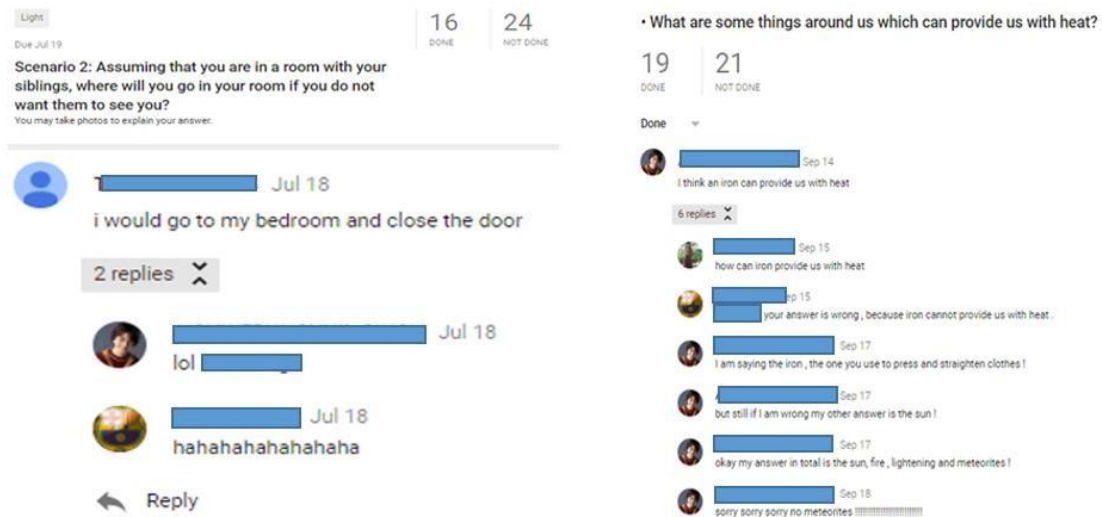 Light
16
DONE
24
NOT DONE
Due Jul 19
Scenario 2: Assuming that you are in a room with your
siblings, where will you go in your room if you do not
want them to see you?
You may take photos to explain your answer.
Jul 18
i would go to my bedroom and close the door
2 replies
Jul 18
lol
Jul 18
hahahahahahahaha
Reply
• What are some things around us which can provide us with heat?
19
DONE
21
NOT DONE
Done
Sep 14
I think an iron can provide us with heat
6 replies
Sep 15
how can iron provide us with heat
ep 15
your answer is wrong , because iron cannot provide us with heat .
Sep 17
I am saying the iron , the one you use to press and straighten clothes !
Sep 17
but still if I am wrong my other answer is the sun !
Sep 17
okay my answer in total is the sun, fire , lightening and meteorites !
Sep 18
sorry sorry sorry no meteorites !!!!!!!!!!!!!!!!!!!!!!!